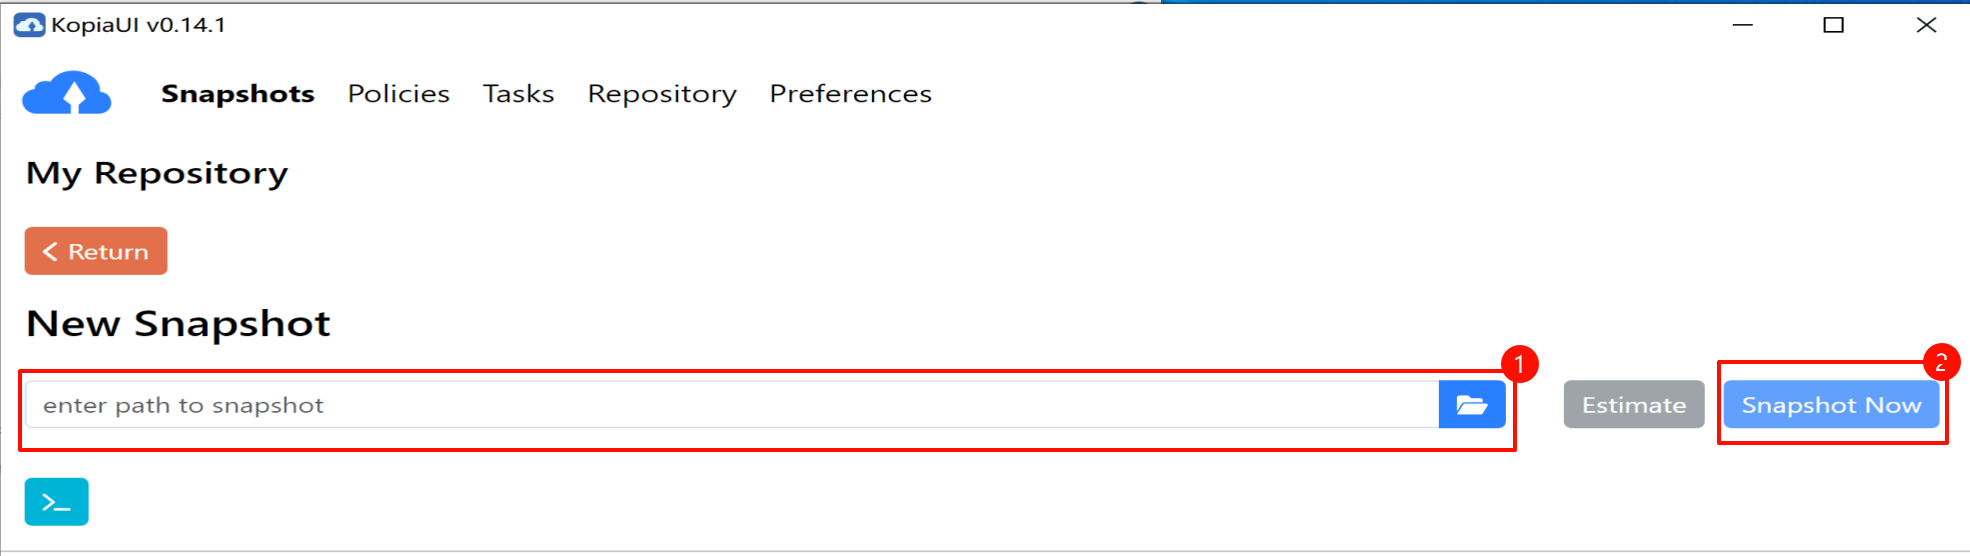 KopiaUI v0.14.1
Snapshots Policies Tasks Repository Preferences
My Repository
Return
New Snapshot
1
2
enter path to snapshot Estimate Snapshot Now
>_